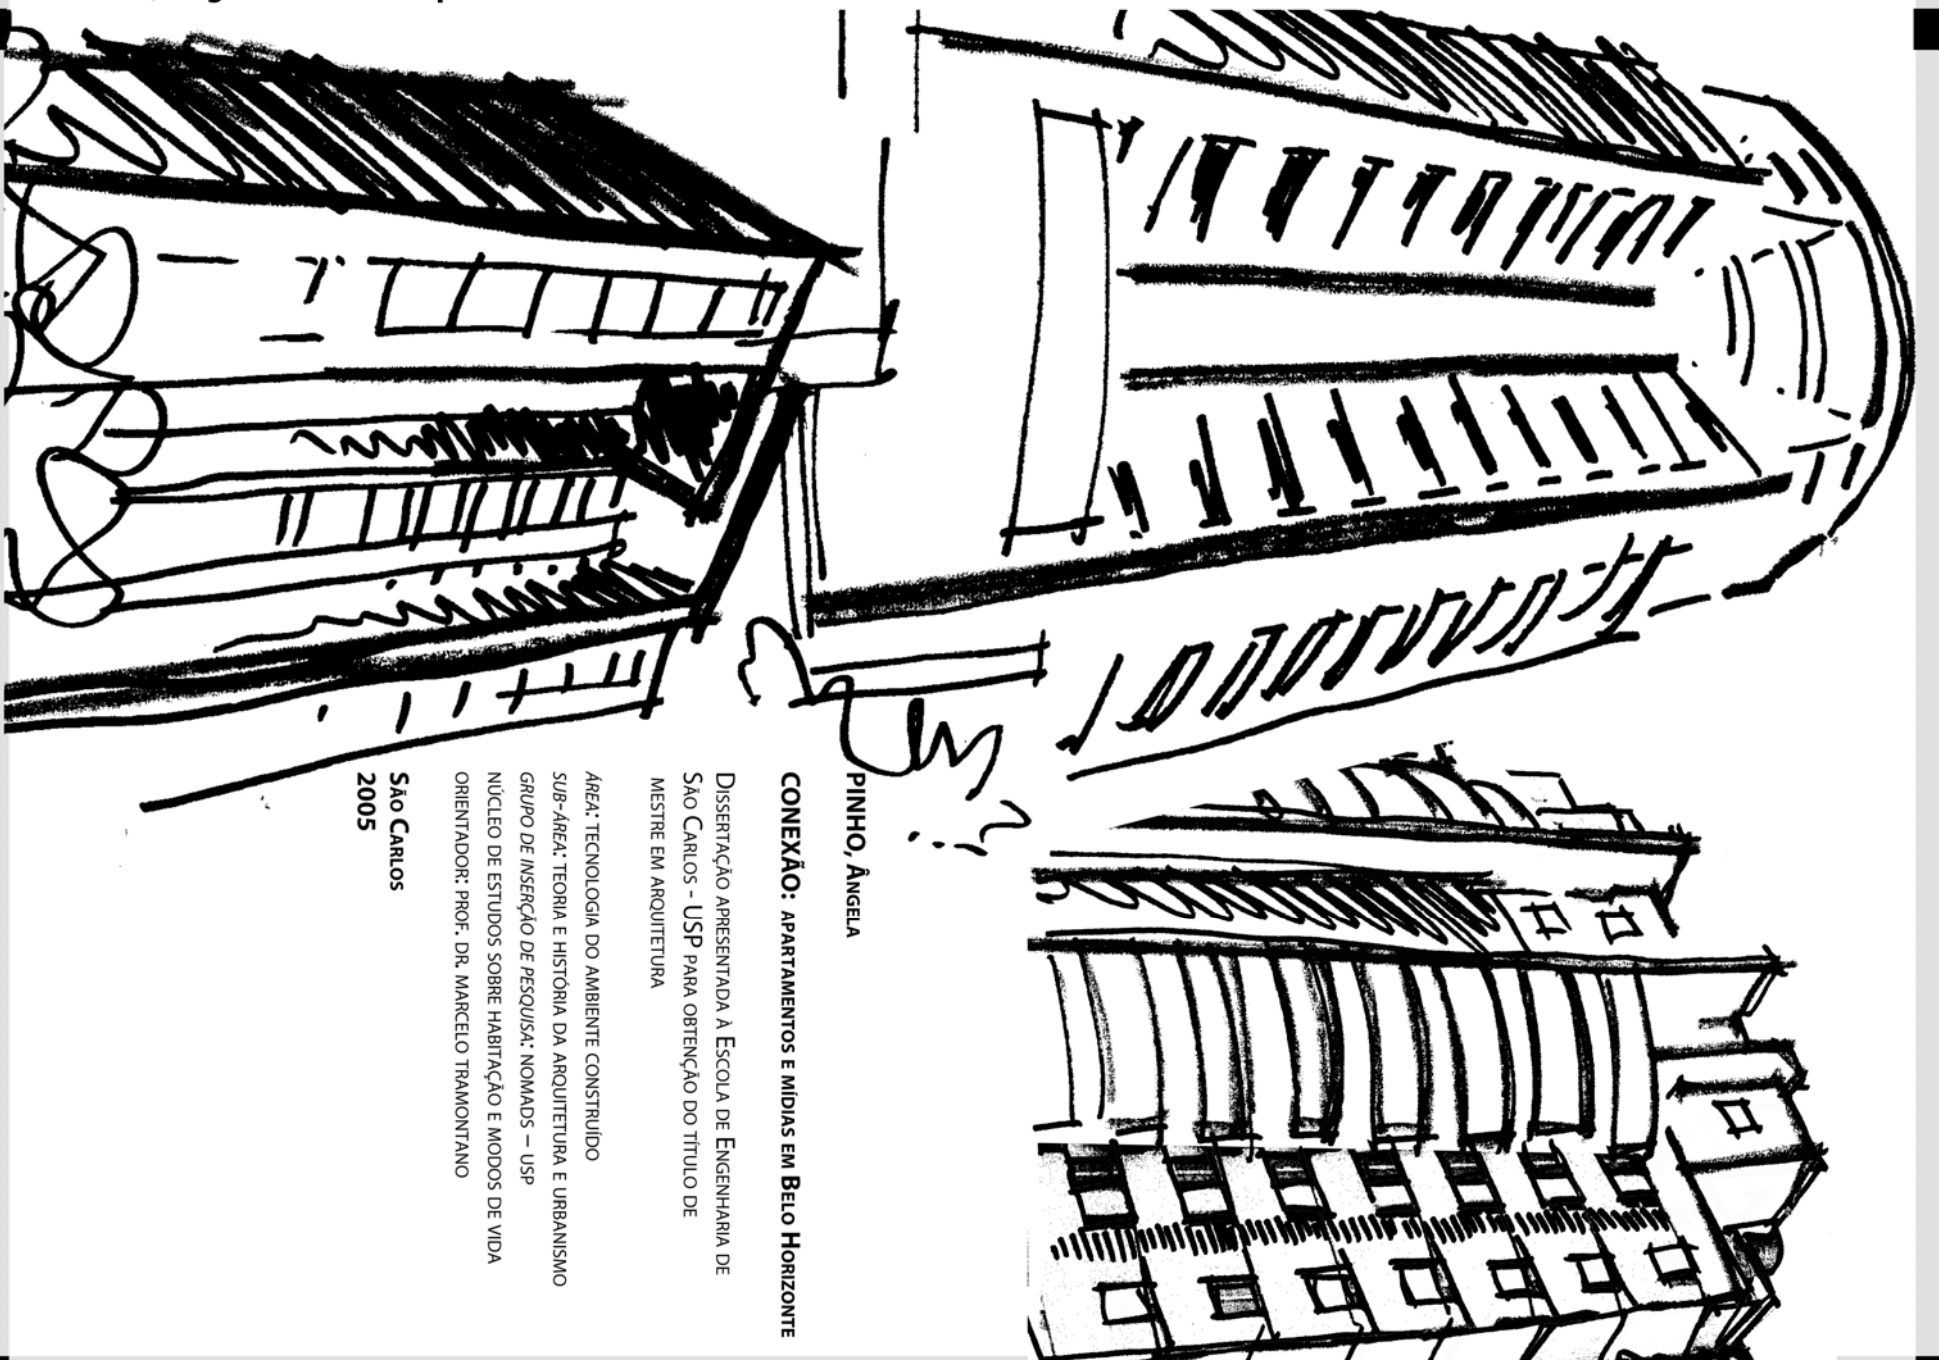 PINHO, ÂNGELA
CONEXÃO: APARTAMENTOS E MÍDIAS EM BELO HORIZONTE
DISSERTAÇÃO APRESENTADA À ESCOLA DE ENGENHARIA DE
SÃO CARLOS - USP PARA OBTENÇÃO DO TÍTULO DE
MESTRE EM ARQUITETURA
ÁREA: TECNOLOGIA DO AMBIENTE CONSTRUÍDO
SUB-ÁREA: TEORIA E HISTÓRIA DA ARQUITETURA E URBANISMO
GRUPO DE INSERÇÃO DE PESQUISA: NOMADS – USP
NÚCLEO DE ESTUDOS SOBRE HABITAÇÃO E MODOS DE VIDA
ORIENTADOR: PROF. DR. MARCELO TRAMONTANO
SÃO CARLOS
2005